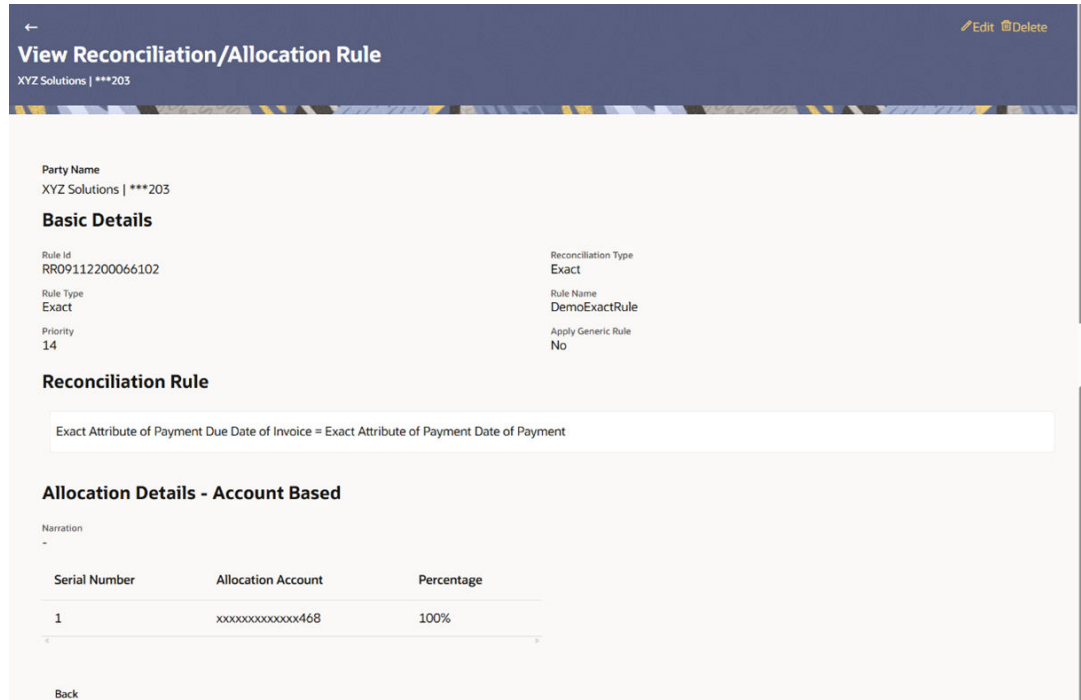 ←
Edit Delete
View Reconciliation/Allocation Rule
XYZ Solutions | ***203
Party Name
XYZ Solutions | ***203
Basic Details
Rule Id
RR09112200066102
Reconciliation Type
Exact
Rule Type
Exact
Rule Name
DemoExactRule
Priority
14
Apply Generic Rule
No
Reconciliation Rule
Exact Attribute of Payment Due Date of Invoice = Exact Attribute of Payment Date of Payment
Allocation Details - Account Based
Narration
-
Serial Number Allocation Account Percentage
1 xxxxxxxxxxxxx468 100%
Back